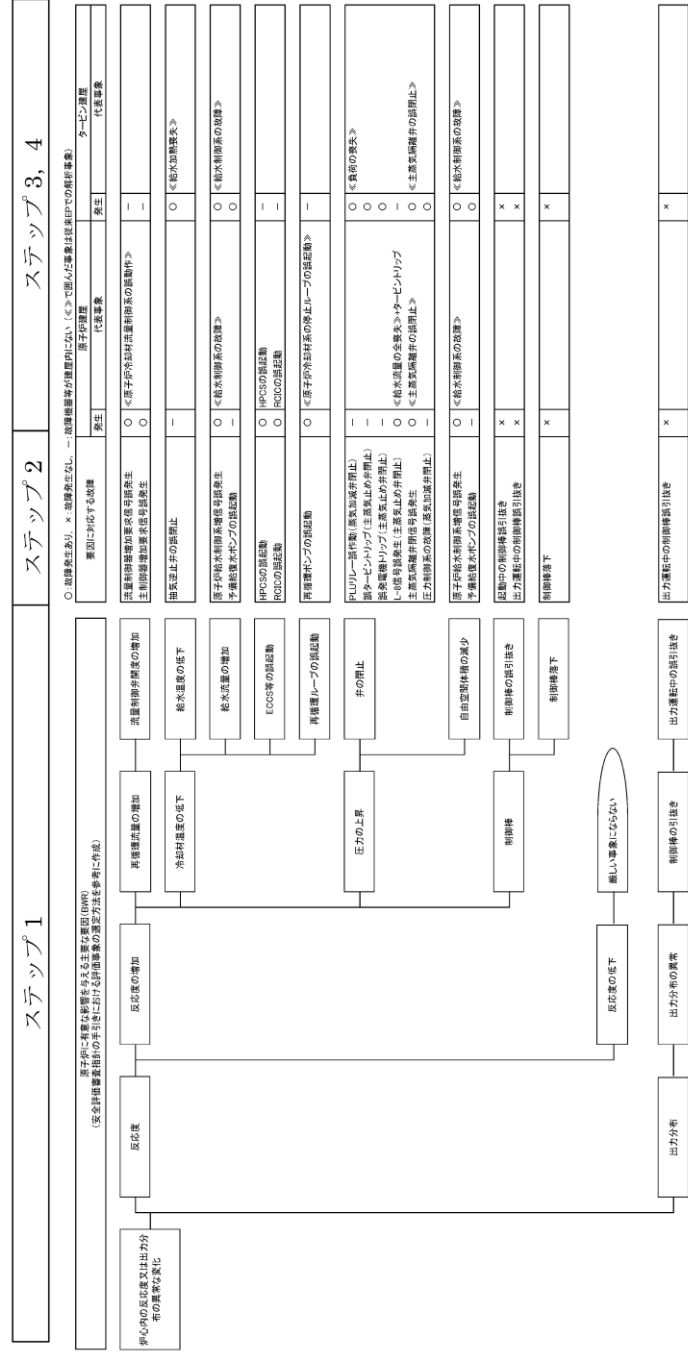 ステップ1
ステップ2
ステップ3, 4
○:故障発生あり、×:故障発生なし、－:故障機器等が建屋内にない (≪≫で囲んだ事象は従来EPでの解析事象)
原子炉に有意な影響を与える主要な要因(BWR)
(安全評価審査指針の手引きにおける評価事象の選定方法を参考に作成)
要因に対応する故障
原子炉建屋
タービン建屋
発生
代表事象
発生
代表事象
炉心内の反応度又は出力分
布の異常な変化
反応度
反応度の増加
再循環流量の増加
流量制御弁開度の増加
流量制御器増加要求信号誤発生 ○ ≪原子炉冷却材流量制御系の誤動作≫ －
主制御器増加要求信号誤発生 ○ －
冷却材温度の低下
給水温度の低下
抽気逆止弁の誤閉止 － ○ ≪給水加熱喪失≫
給水流量の増加
原子炉給水制御系増信号誤発生 ○ ≪給水制御系の故障≫ ○ ≪給水制御系の故障≫
予備給復水ポンプの誤起動 － ○
ECCS等の誤起動
HPCSの誤起動 ○ HPCSの誤起動 －
RCICの誤起動 ○ RCICの誤起動 －
再循環ループの誤起動
再循環ポンプの誤起動 ○ ≪原子炉冷却材系の停止ループの誤起動≫ －
圧力の上昇
弁の閉止
PLUリレー誤作動(蒸気加減弁閉止) － ○ ≪負荷の喪失≫
誤タービントリップ(主蒸気止め弁閉止) － ○
誤発電機トリップ(主蒸気止め弁閉止) － ○
L-8信号誤発生(主蒸気止め弁閉止) ○ ≪給水流量の全喪失≫+タービントリップ －
主蒸気隔離弁閉信号誤発生 ○ ≪主蒸気隔離弁の誤閉止≫ ○ ≪主蒸気隔離弁の誤閉止≫
圧力制御系の故障(蒸気加減弁閉止) □ ○
自由空間体積の減少
原子炉給水制御系増信号誤発生 ○ ≪給水制御系の故障≫ ○ ≪給水制御系の故障≫
予備給復水ポンプの誤起動 － ○
制御棒
制御棒の誤引抜き
起動中の制御棒誤引抜き × ×
出力運転中の制御棒誤引抜き × ×
制御棒落下
制御棒落下 × ×
反応度の低下
厳しい事象にならない
出力分布
出力分布の異常
制御棒の引抜き
出力運転中の誤引抜き
出力運転中の制御棒誤引抜き × ×